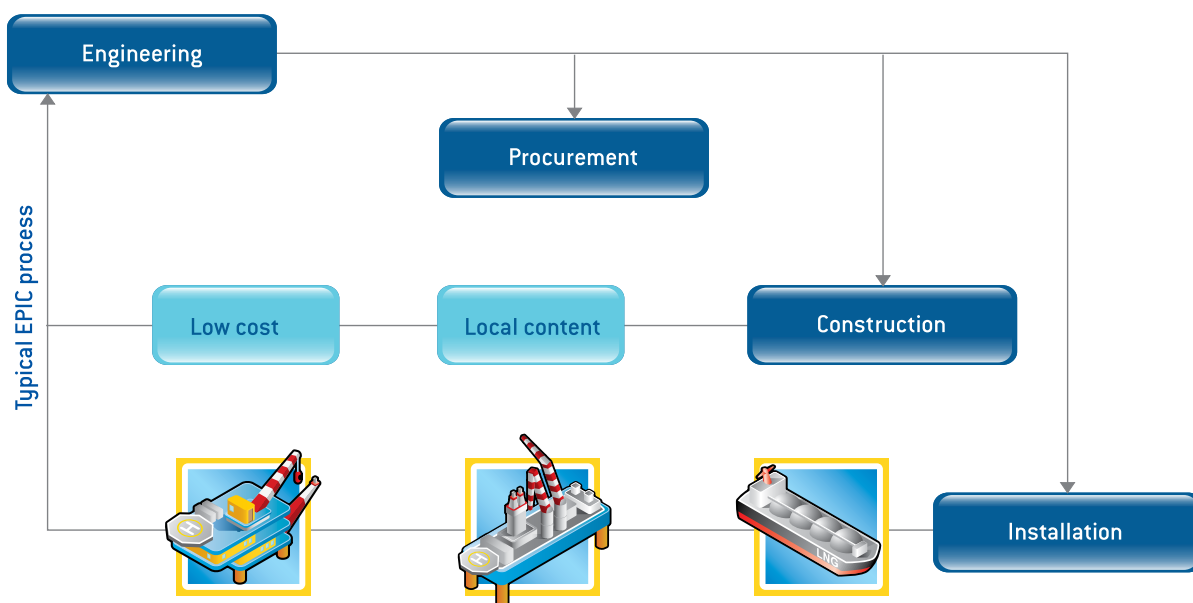 Engineering
Procurement
Typical EPIC process
Low cost
Local content
Construction
H
H
LNG
Installation